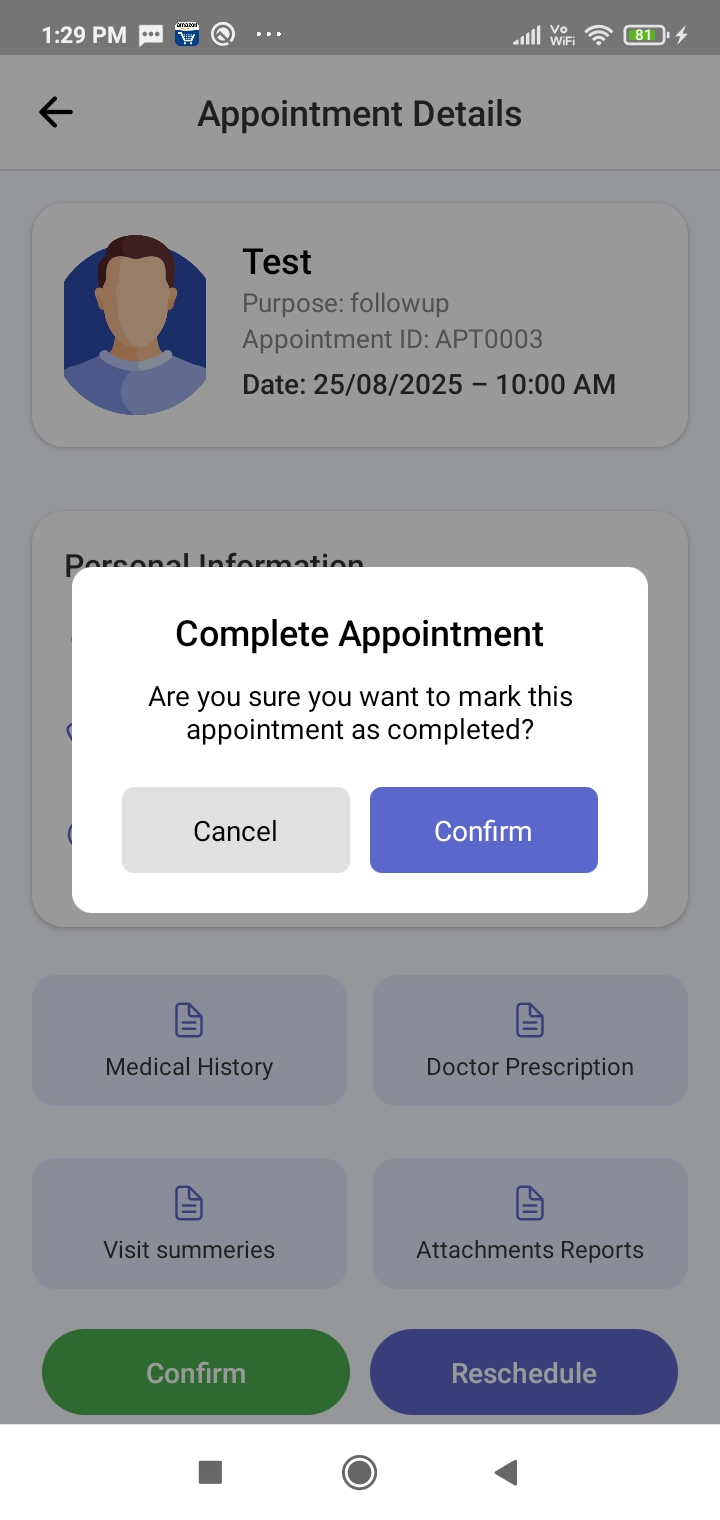 1:29 PM
amazon
Vo
WiFi
81
Appointment Details
Test
Purpose: followup
Appointment ID: APT0003
Date: 25/08/2025 – 10:00 AM
Personal Information
Complete Appointment
Are you sure you want to mark this
appointment as completed?
Cancel Confirm
Medical History Doctor Prescription
Visit summeries Attachments Reports
Confirm Reschedule